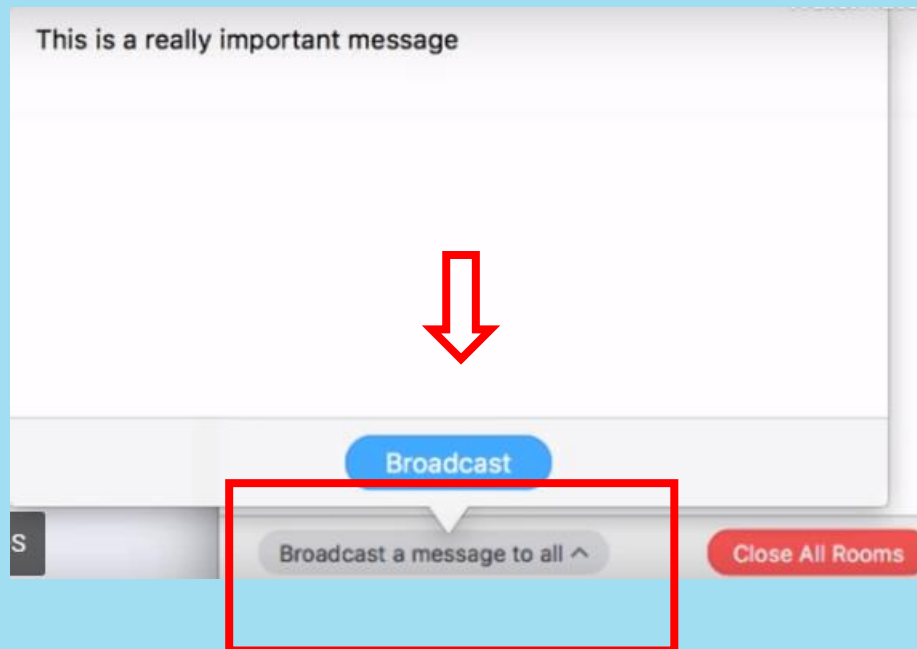 This is a really important message
Broadcast
S
Broadcast a message to all ^
Close All Rooms